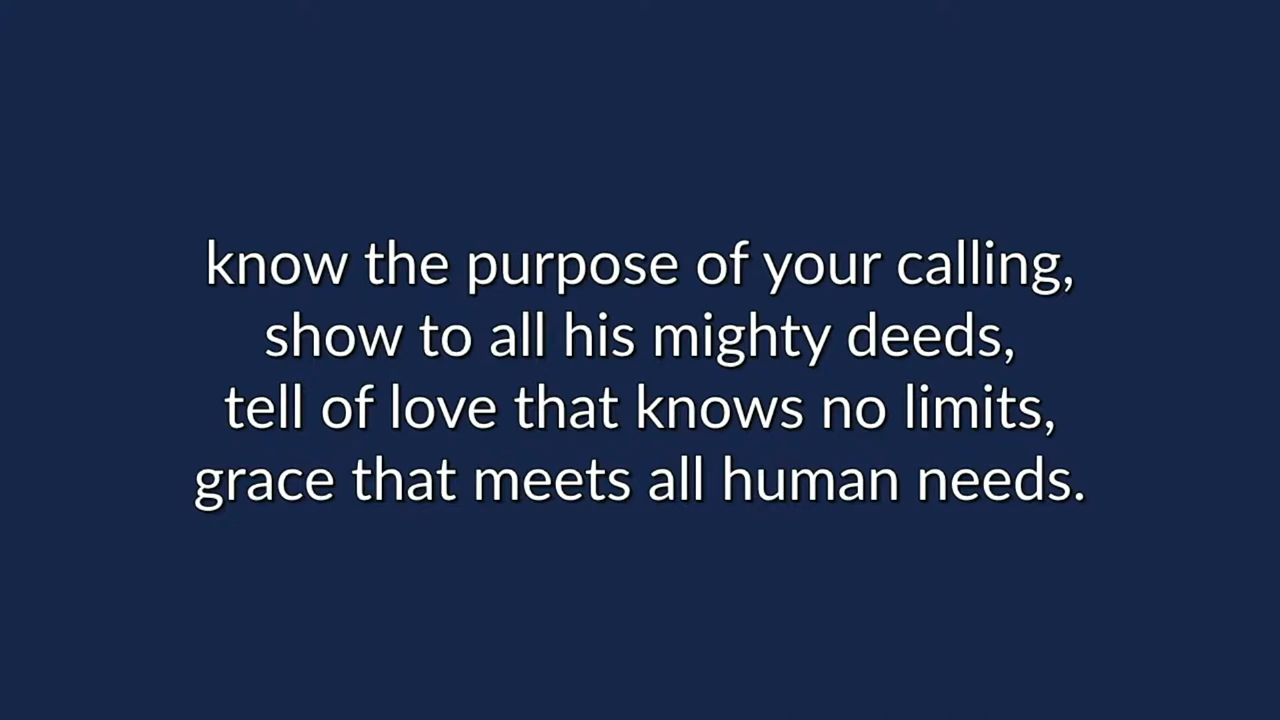 know the purpose of your calling,
show to all his mighty deeds,
tell of love that knows no limits,
grace that meets all human needs.